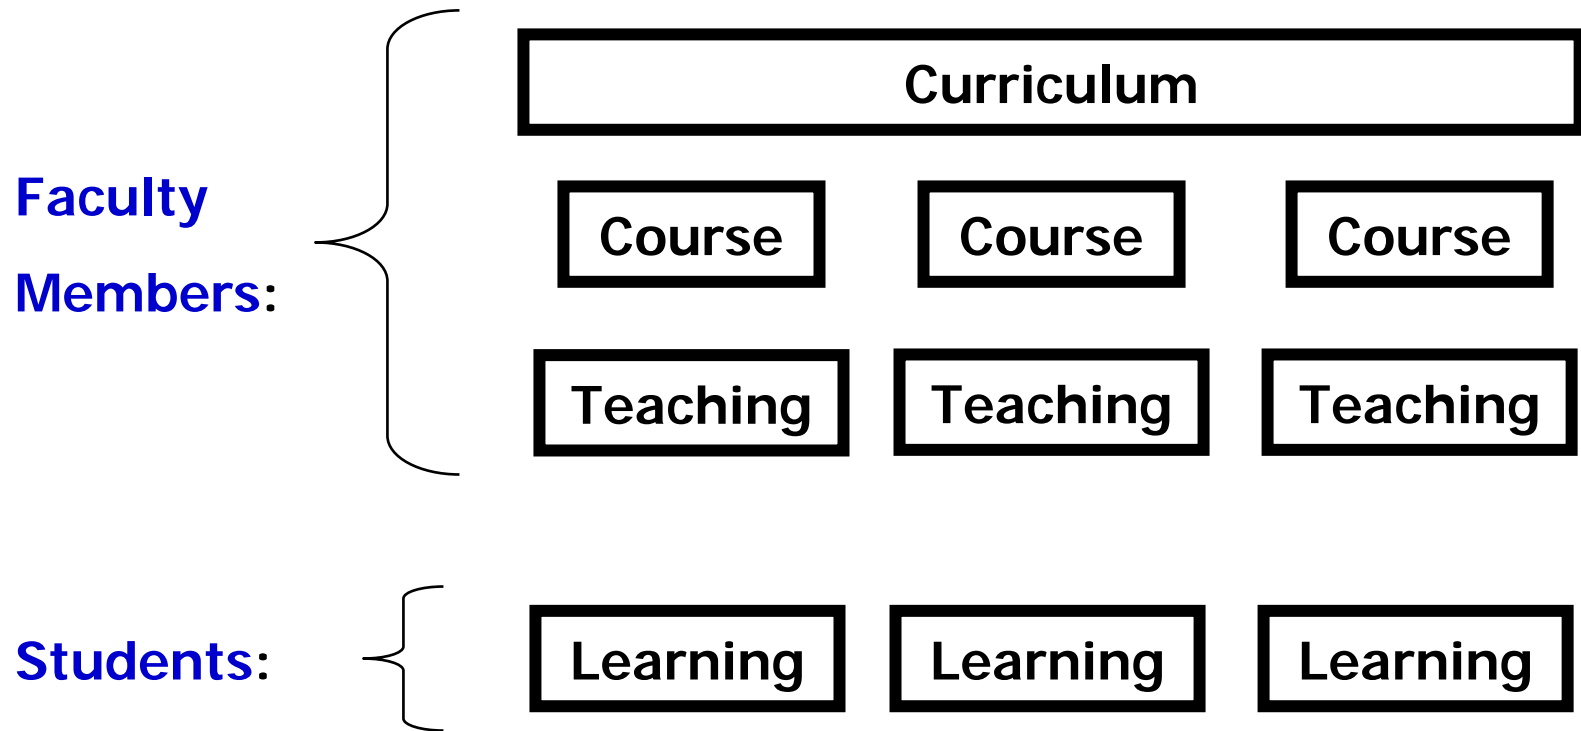 Curriculum
Faculty
Members:
Course Course Course
Teaching Teaching Teaching
Students:
Learning Learning Learning